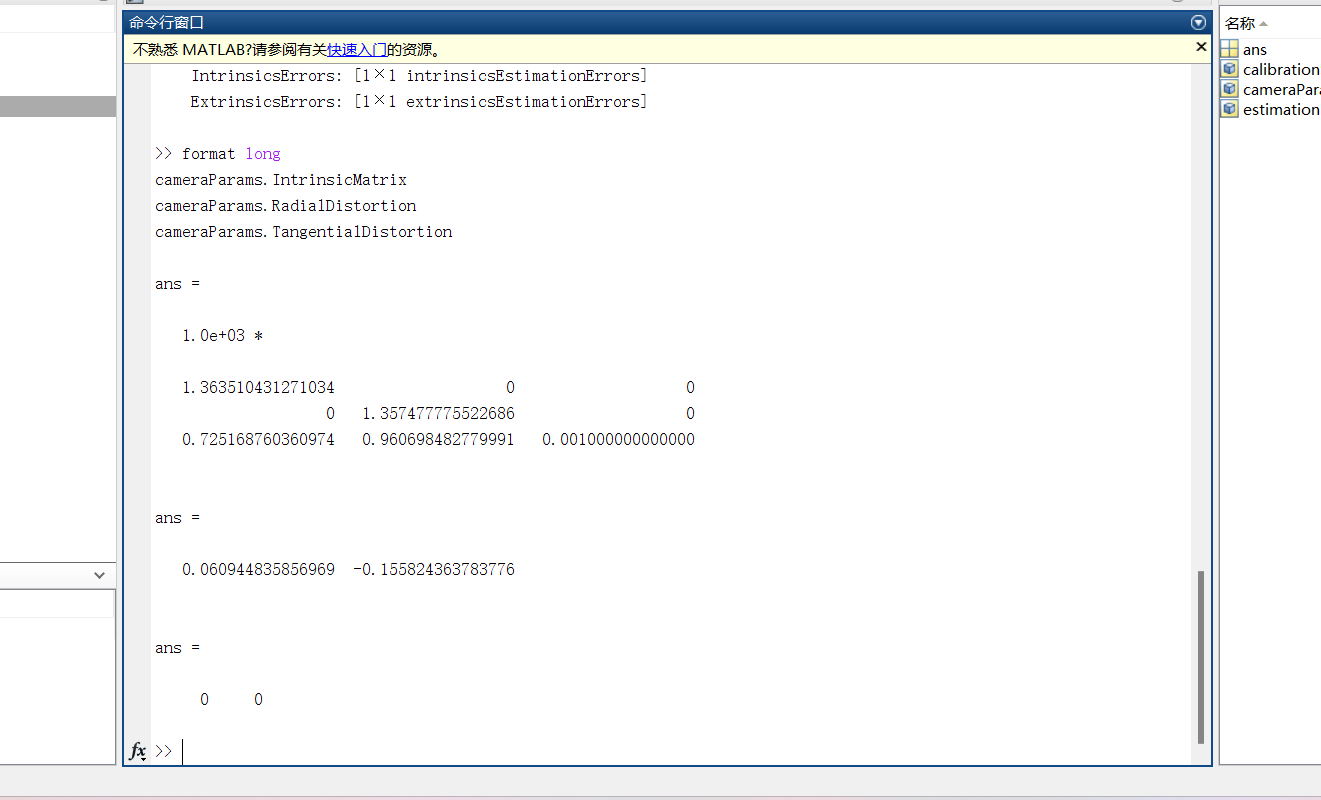 命令行窗口
不熟悉 MATLAB?请参阅有关快速入门的资源。
IntrinsicsErrors: [1×1 intrinsicsEstimationErrors]
ExtrinsicsErrors: [1×1 extrinsicsEstimationErrors]
>> format long
cameraParams.IntrinsicMatrix
cameraParams.RadialDistortion
cameraParams.TangentialDistortion
ans =
1.0e+03 *
1.363510431271034 0 0
0 1.357477775522686 0
0.725168760360974 0.960698482779991 0.001000000000000
ans =
0.060944835856969 -0.155824363783776
ans =
0 0
fx >>
名称
ans
calibration
cameraPara
estimation